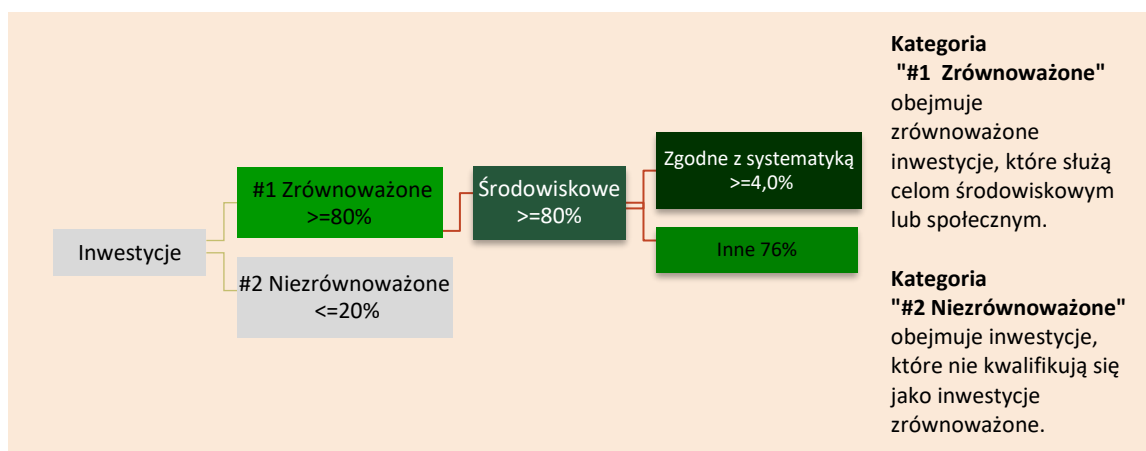 Inwestycje
#1 Zrównoważone
>=80%
#2 Niezrównoważone
<=20%
Środowiskowe
>=80%
Zgodne z systematyką
>=4,0%
Inne 76%
Kategoria
"#1 Zrównoważone"
obejmuje
zrównoważone
inwestycje, które służą
celom środowiskowym
lub społecznym.
Kategoria
"#2 Niezrównoważone"
obejmuje inwestycje,
które nie kwalifikują się
jako inwestycje
zrównoważone.